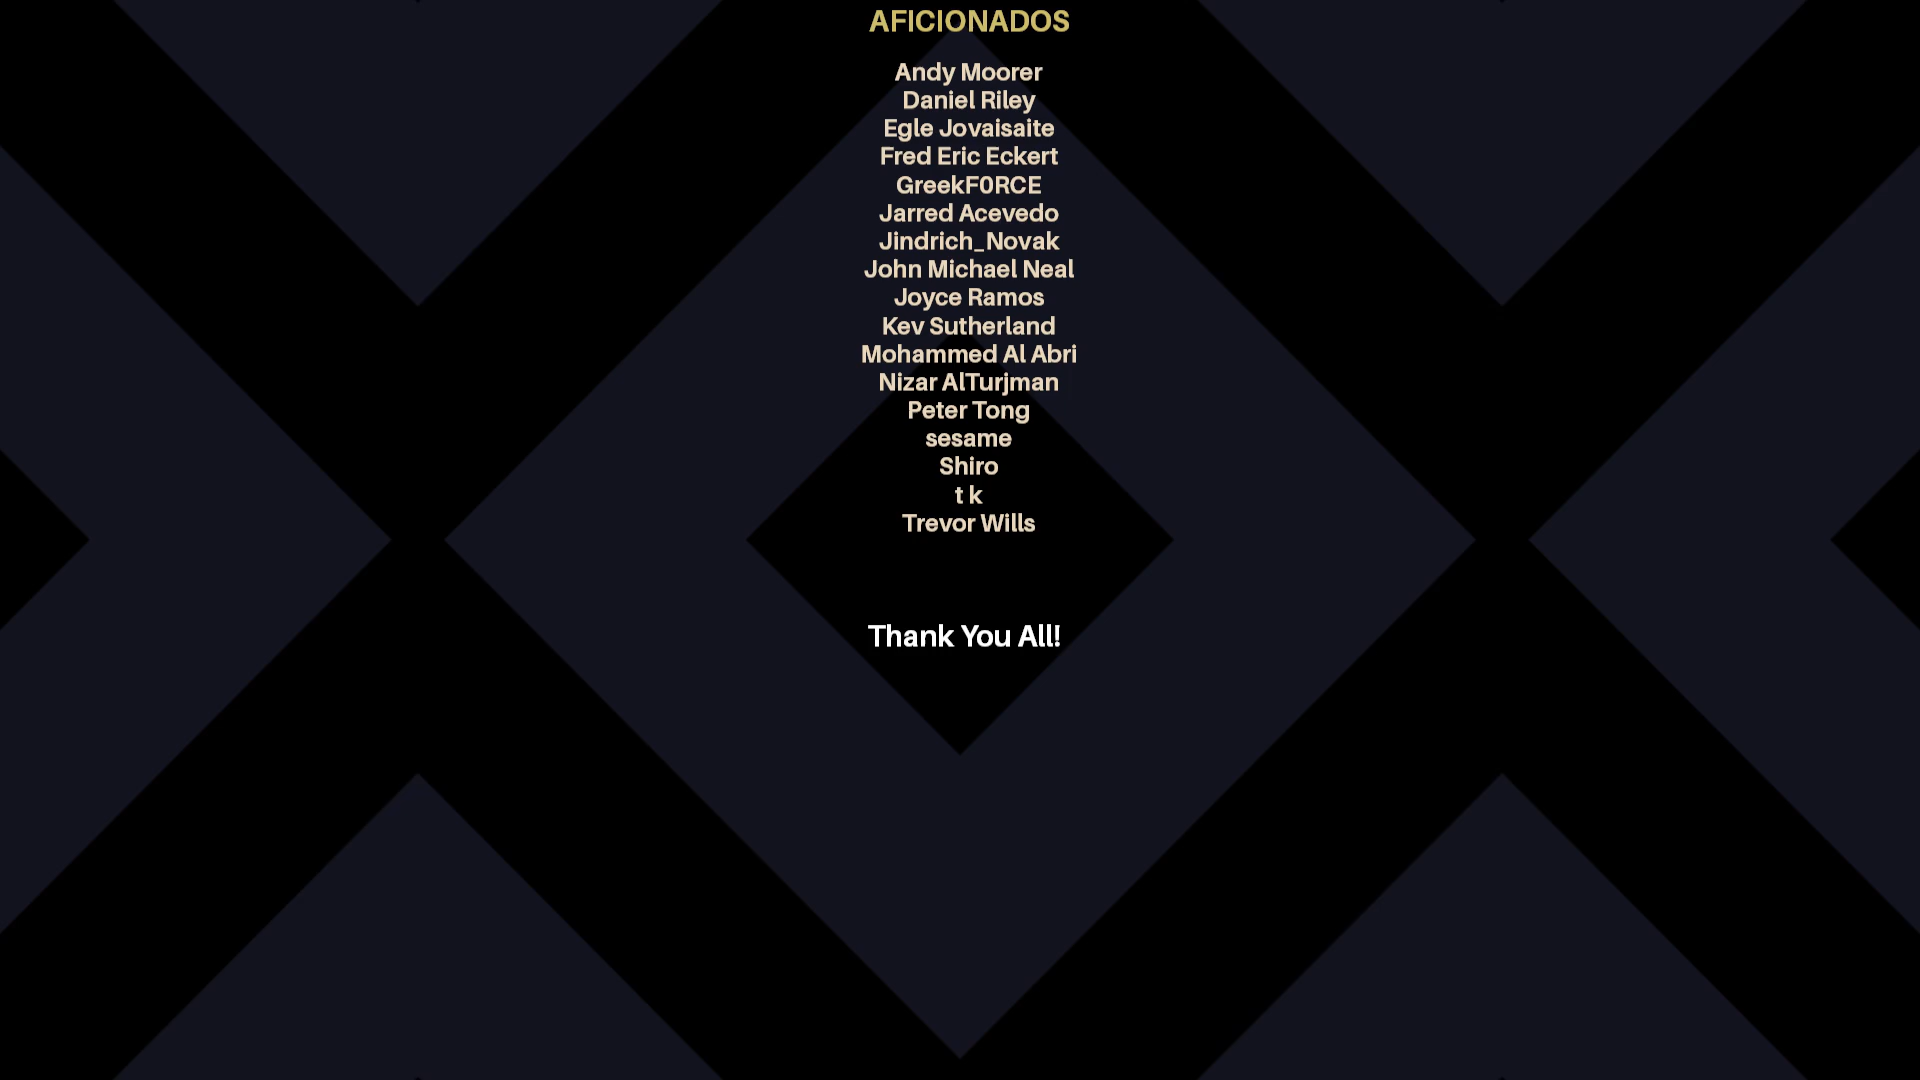 AFICIONADOS
Andy Moorer
Daniel Riley
Egle Jovaisaite
Fred Eric Eckert
GreekF0RCE
Jarred Acevedo
Jindrich_Novak
John Michael Neal
Joyce Ramos
Kev Sutherland
Mohammed Al Abri
Nizar AlTurjman
Peter Tong
sesame
Shiro
t k
Trevor Wills
Thank You All!